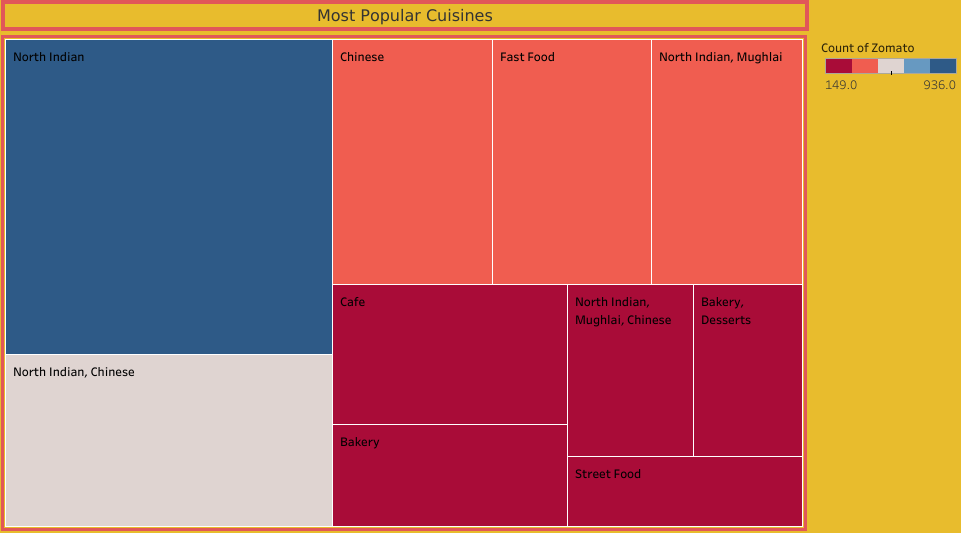 Most Popular Cuisines
Count of Zomato
149.0 936.0
North Indian
Chinese
Fast Food
North Indian, Mughlai
Cafe
North Indian,
Mughlai, Chinese
Bakery,
Desserts
North Indian, Chinese
Bakery
Street Food